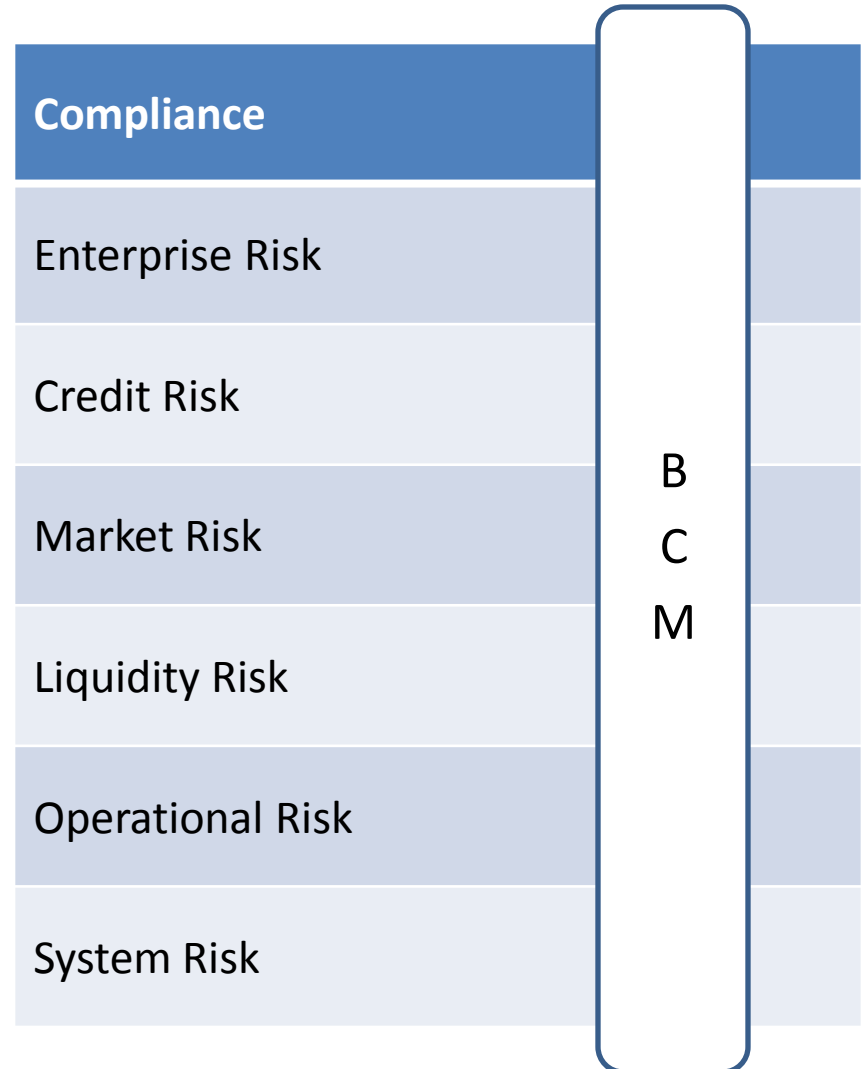 Compliance
Enterprise Risk
Credit Risk
Market Risk
Liquidity Risk
Operational Risk
System Risk
B
C
M